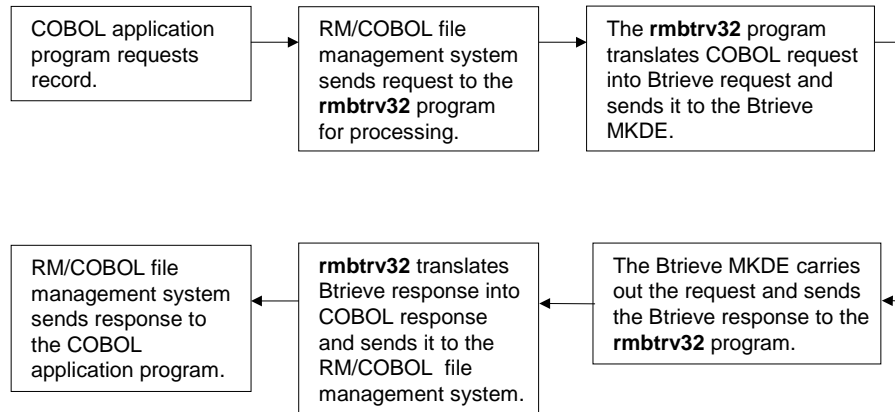 COBOL application
program requests
record.
RM/COBOL file
management system
sends request to the
rmbtrv32 program
for processing.
The rmbtrv32 program
translates COBOL request
into Btrieve request and
sends it to the Btrieve
MKDE.
RM/COBOL file
management system
sends response to
the COBOL
application program.
rmbtrv32 translates
Btrieve response into
COBOL response
and sends it to the
RM/COBOL file
management system.
The Btrieve MKDE carries
out the request and sends
the Btrieve response to the
rmbtrv32 program.